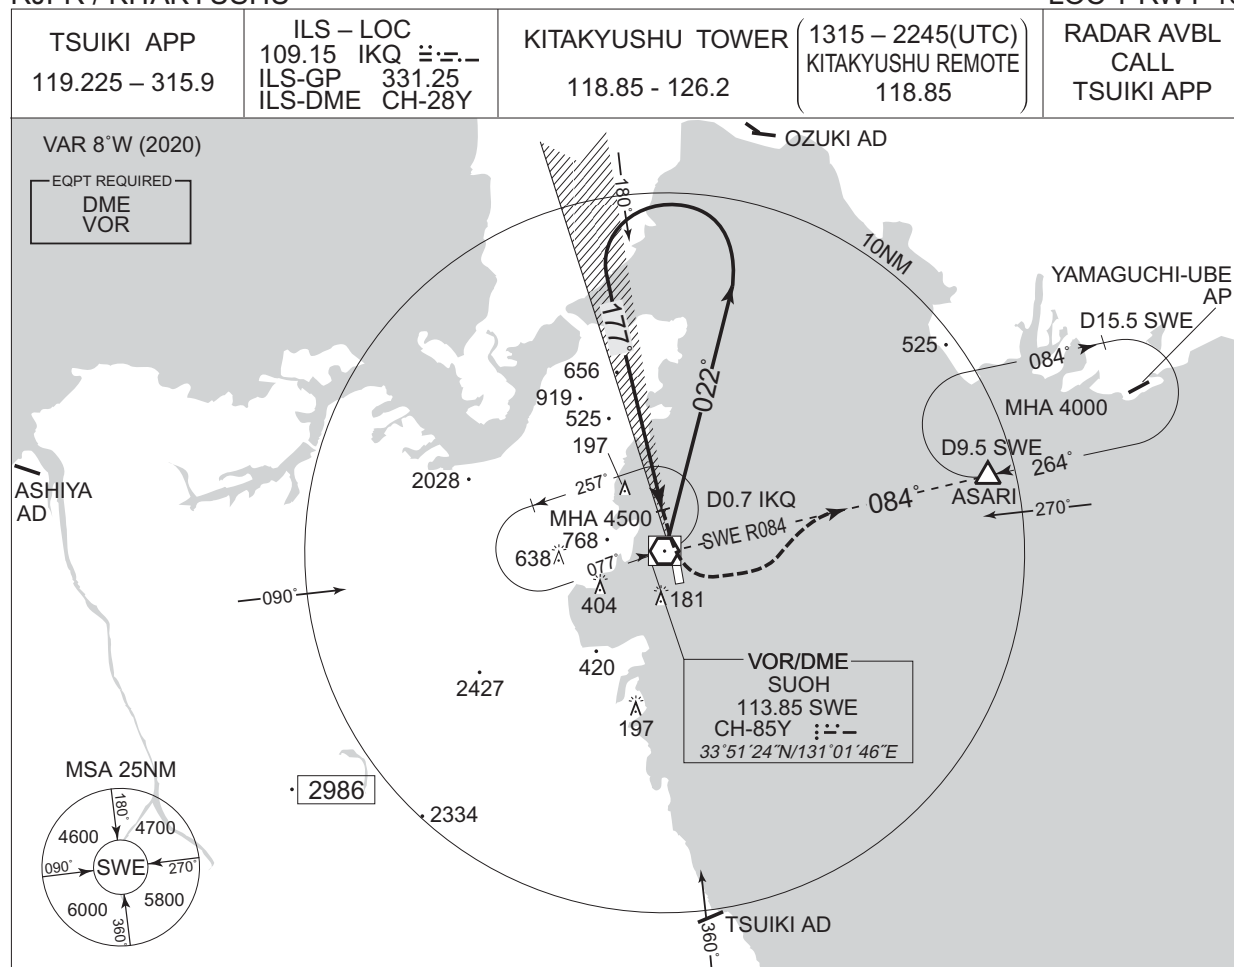 TSUIKI APP
119.225 – 315.9
ILS – LOC
109.15 IKQ
ILS-GP 331.25
ILS-DME CH-28Y
KITAKYUSHU TOWER
118.85 - 126.2
1315 – 2245(UTC)
KITAKYUSHU REMOTE
118.85
RADAR AVBL
CALL
TSUIKI APP
VAR 8°W (2020)
EQPT REQUIRED
DME
VOR
OZUKI AD
180°
10NM
YAMAGUCHI-UBE
AP
D15.5 SWE
177°
022°
525
084°
656
919
525
MHA 4000
197
D9.5 SWE
264°
2028
257°
ASHIYA
AD
D0.7 IKQ
084°
ASARI
270°
MHA 4500
SWE R084
768
638
077°
090°
404
181
420
2427
VOR/DME
SUOH
113.85 SWE
CH-85Y
33°51´24˝N/131°01´46˝E
197
MSA 25NM
2986
2334
180°
4600
4700
090°
SWE
270°
6000
5800
360°
TSUIKI AD
360°